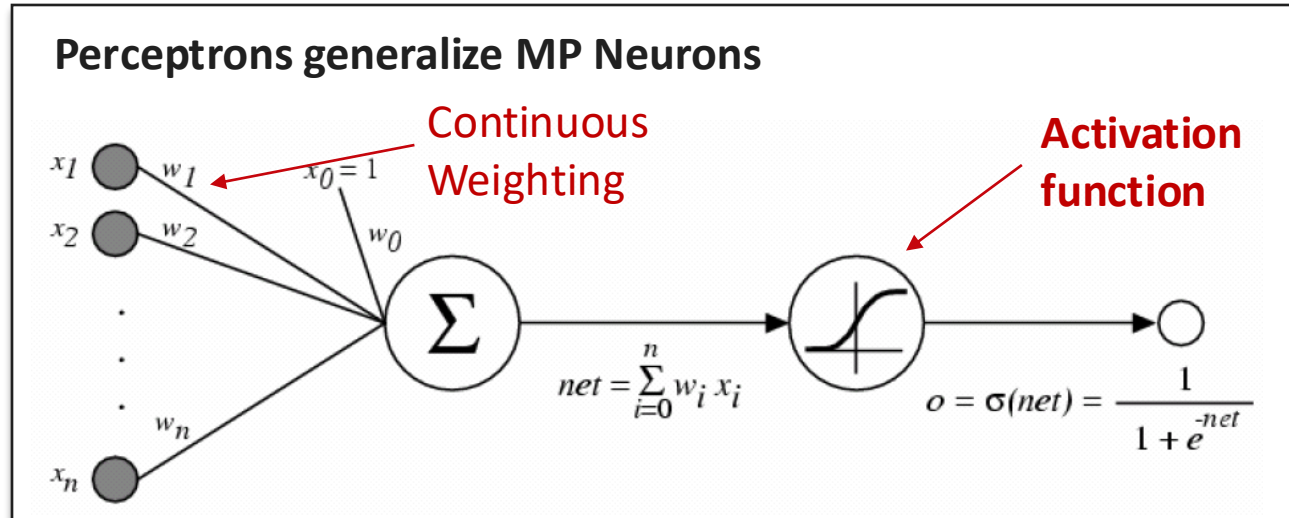 Perceptrons generalize MP Neurons
Continuous
Weighting
Activation
function
x1
w1
x0 = 1
x2
w2
w0
.
.
.
Σ
wn
xn
net = n∑i=0 wi xi
o = σ(net) = 1 / 1 + e^-net